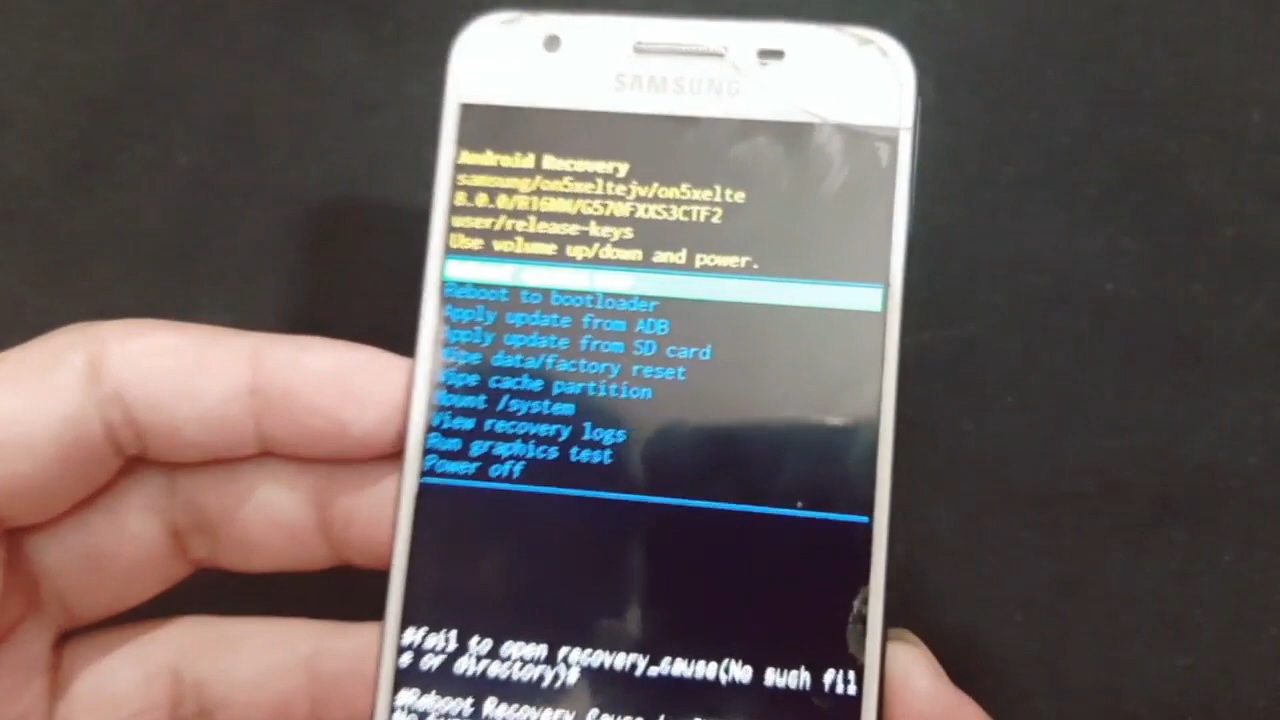 SAMSUNG
Android Recovery
samsung/on5xeltejv/on5xelte
8.0.0/R16NW/G570FXXS3CTF2
user/release-keys
Use volume up/down and power.
Reboot to bootloader
Apply update from ADB
Apply update from SD card
Wipe data/factory reset
Wipe cache partition
Mount /system
View recovery logs
Run graphics test
Power off
#fail to open recovery_cause(No such fil
e or directory)#
#Reboot Recovery Cause